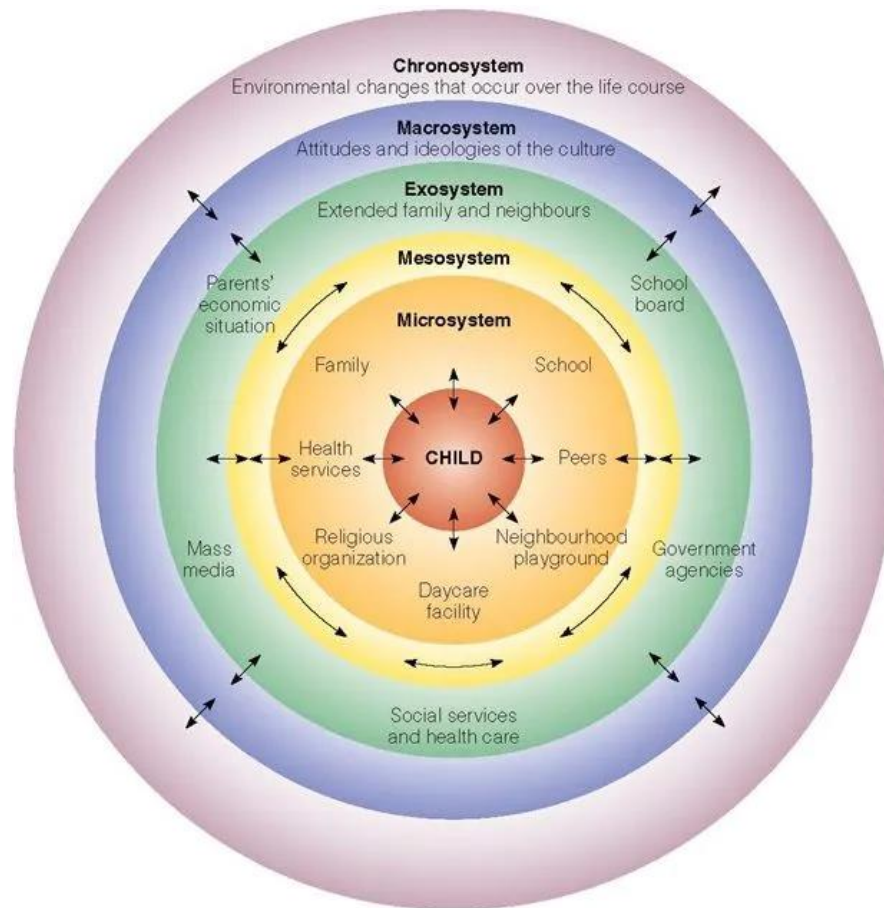 Chronosystem
Environmental changes that occur over the life course
Macrosystem
Attitudes and ideologies of the culture
Exosystem
Extended family and neighbours
Mesosystem
Parents'
economic
situation
School
board
Microsystem
Family
School
Health
services
CHILD
Peers
Religious
organization
Neighbourhood
playground
Mass
media
Government
agencies
Daycare
facility
Social services
and health care